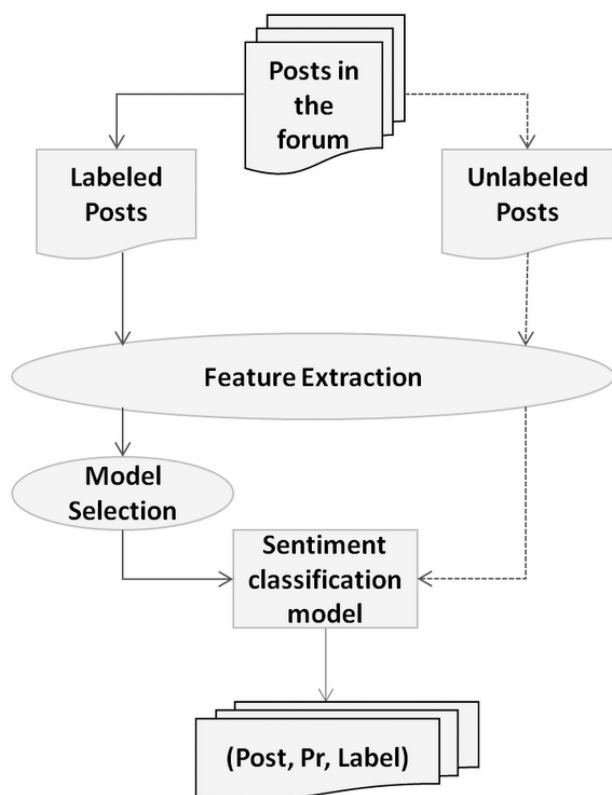 Posts in
the
forum
Labeled
Posts
Unlabeled
Posts
Feature Extraction
Model
Selection
Sentiment
classification
model
(Post, Pr, Label)